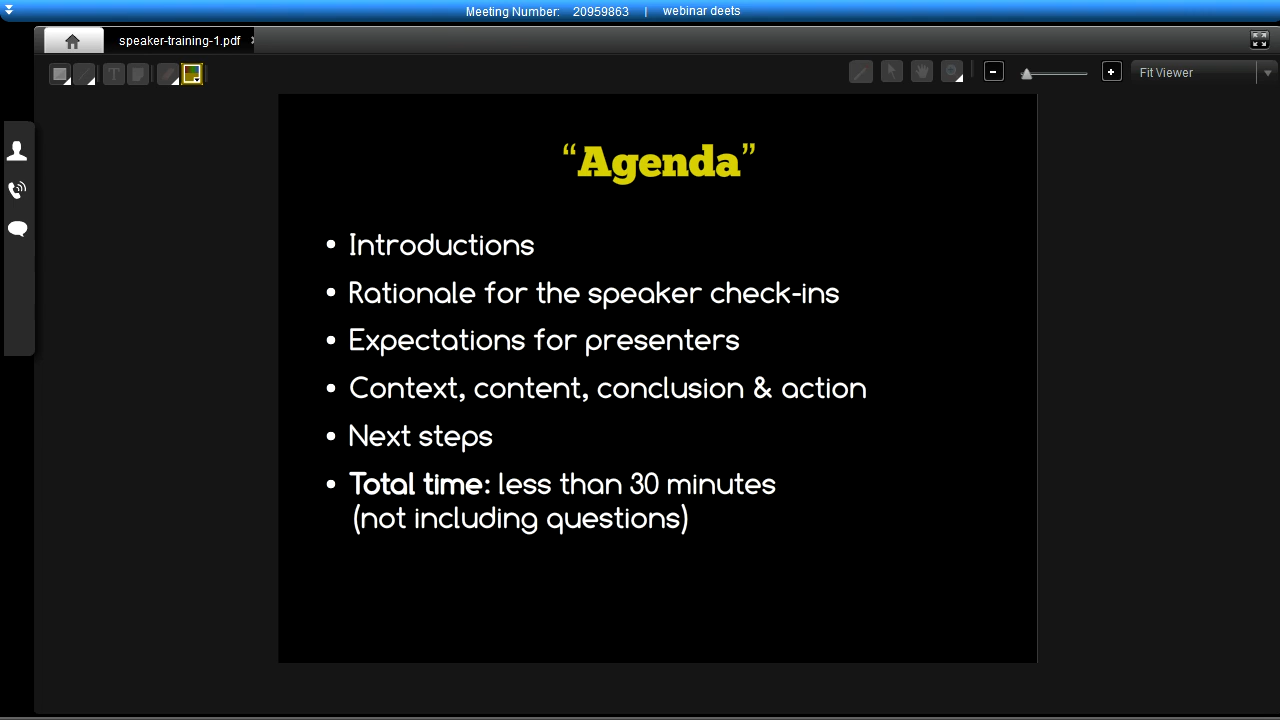 Meeting Number: 20959863 | webinar deets
speaker-training-1.pdf
T
Fit Viewer
“Agenda”
• Introductions
• Rationale for the speaker check-ins
• Expectations for presenters
• Context, content, conclusion & action
• Next steps
• Total time: less than 30 minutes
(not including questions)